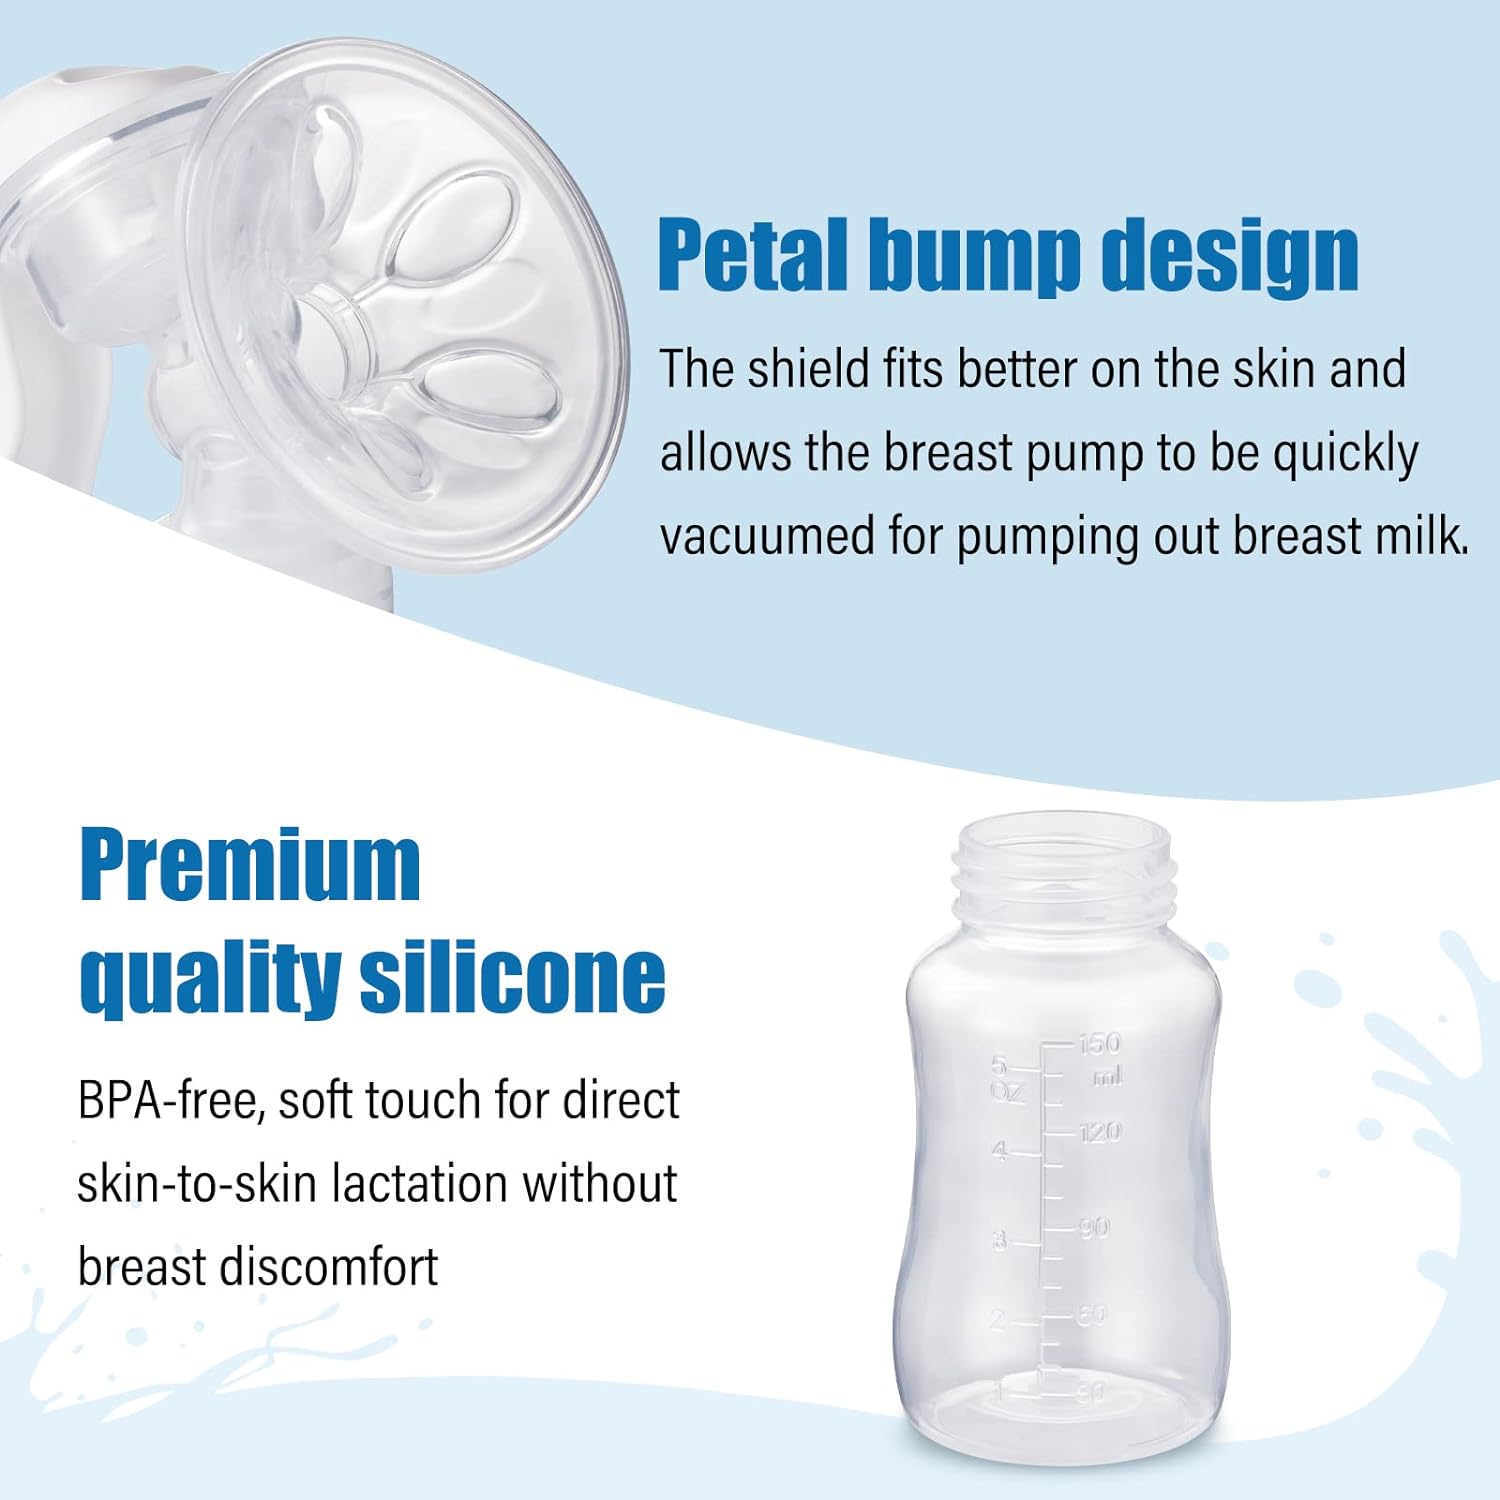 Petal bump design
The shield fits better on the skin and
allows the breast pump to be quickly
vacuumed for pumping out breast milk.
Premium
quality silicone
BPA-free, soft touch for direct
skin-to-skin lactation without
breast discomfort
150
5
ml
OZ
120
4
90
3
60
2
1 30